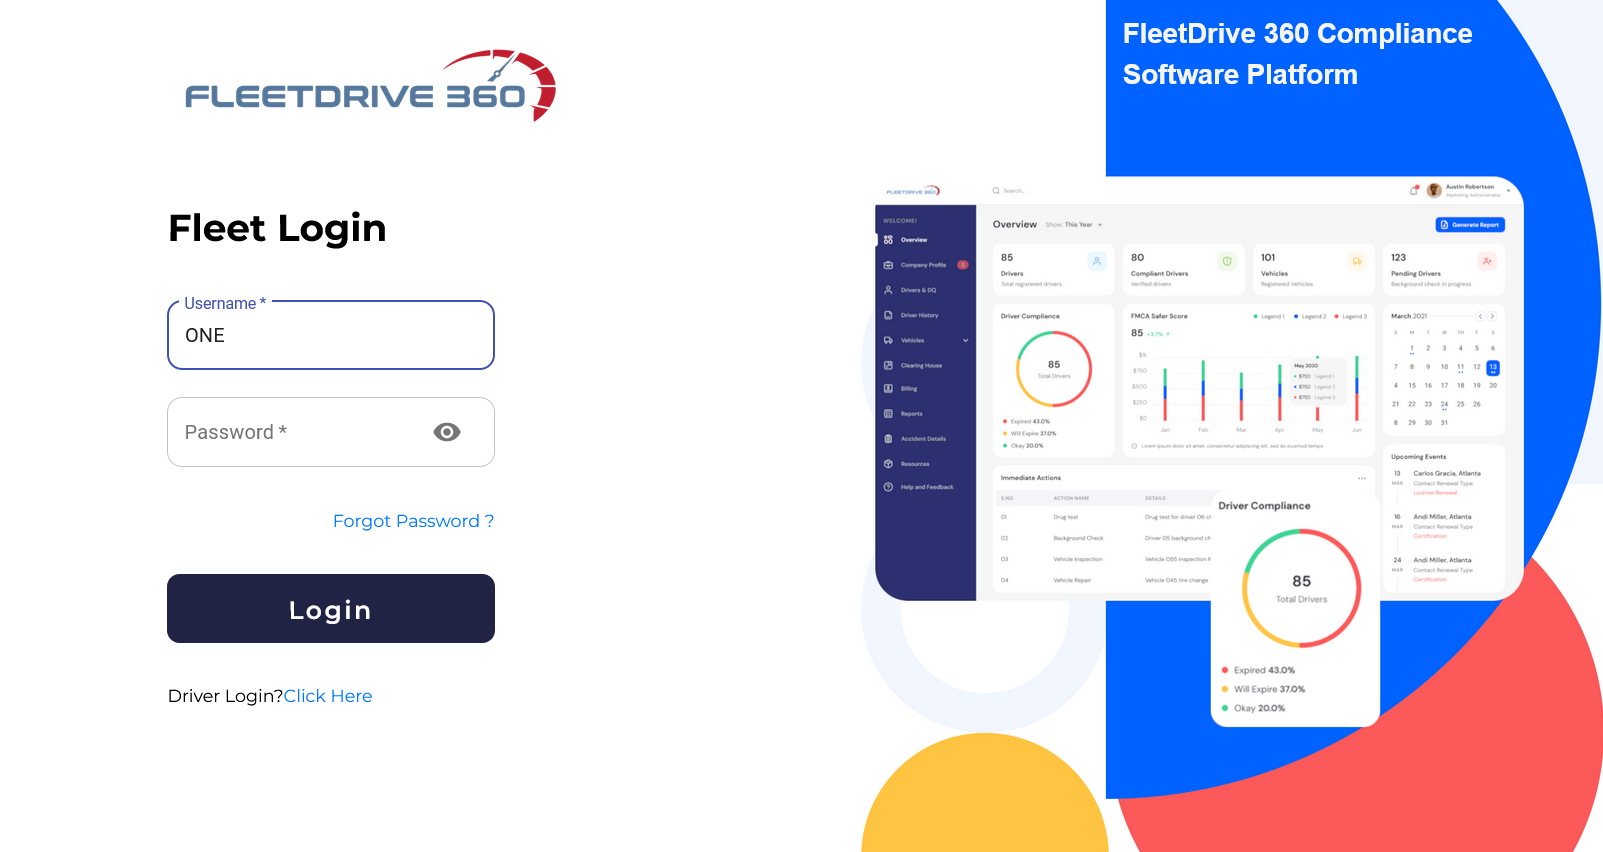 FLEETDRIVE 360
Fleet Login
Username *
ONE
Password *
Forgot Password ?
Login
Driver Login?Click Here
FleetDrive 360 Compliance
Software Platform
FLEETDRIVE 360
Search..
Austin Robertson
Marketing Administrator
WELCOME!
Overview
Company Profile
Drivers & DQ
Driver History
Vehicles
Clearing House
Billing
Reports
Accident Details
Resources
Help and Feedback
Overview Show: This Year
Generate Report
85
Drivers
Total registered drivers
80
Compliant Drivers
Verified drivers
101
Vehicles
Registered Vehicles
123
Pending Drivers
Background check in progress
Driver Compliance
85
Total Drivers
Expired 43.0%
Will Expire 37.0%
Okay 20.0%
FMCA Safer Score
Legend 1 Legend 2 Legend 3
85 +3.7%
$1k
$750
$500
$250
$0
Jan Feb Mar Apr May Jun
May 2020
$750 Legend 1
$750 Legend 2
$750 Legend 3
Lorem ipsum dolor sit amet, consectetur adipiscing elit, sed do eiusmod tempor
March 2021
S M T W TH F S
1 2 3 4 5 6
7 8 9 10 11 12 13
4 15 16 17 18 19 20
21 22 23 24 25 26
8 29 30 31
Immediate Actions
S.NO ACTION NAME DETAILS
01 Drug test Drug test for driver 06
02 Background Check Driver 05 background
03 Vehicle Inspection Vehicle 055 inspection
04 Vehicle Repair Vehicle 045 tire change
Upcoming Events
13 MAR
Carlos Gracia, Atlanta
Contact Renewal Type
License Renewal
16 MAR
Andi Miller, Atlanta
Contact Renewal Type
Certification
24 MAR
Andi Miller, Atlanta
Contact Renewal Type
Certification
Driver Compliance
85
Total Drivers
Expired 43.0%
Will Expire 37.0%
Okay 20.0%